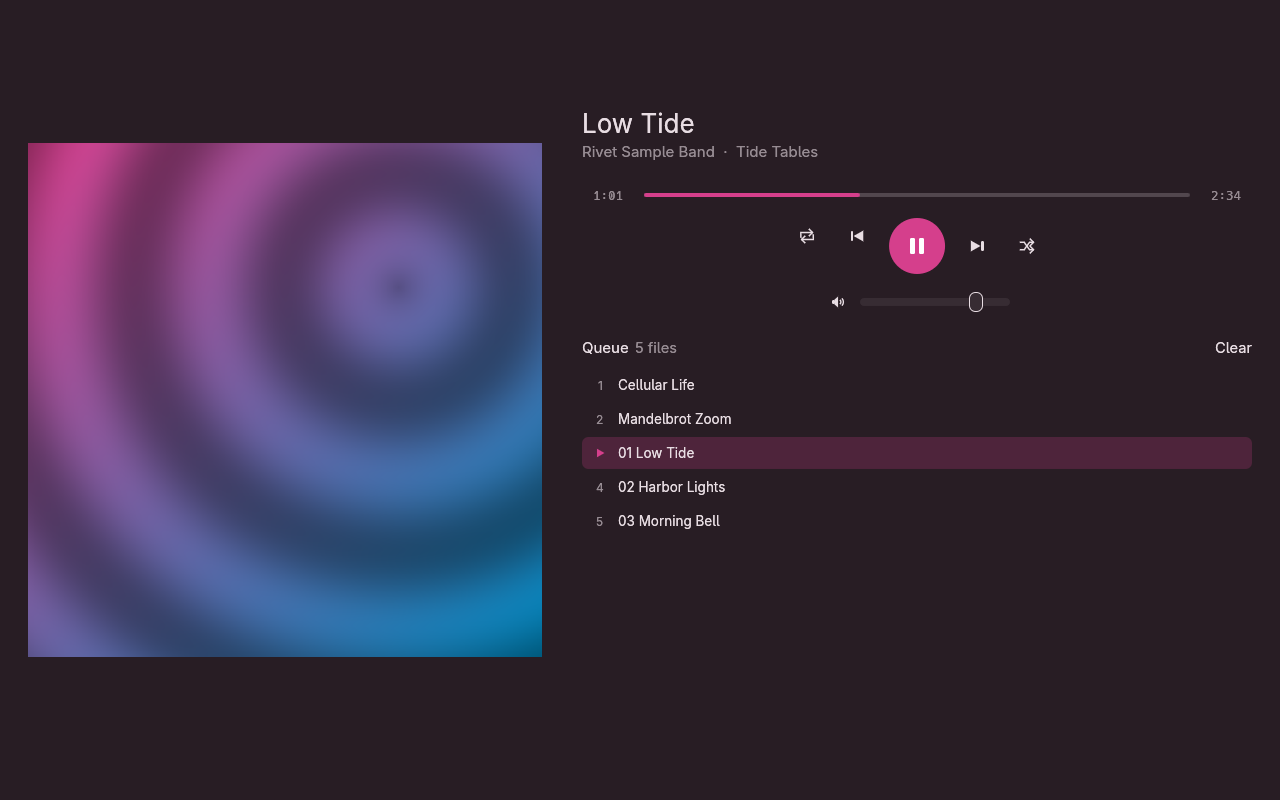 Low Tide
Rivet Sample Band · Tide Tables
1:01 2:34
Queue 5 files Clear
1 Cellular Life
2 Mandelbrot Zoom
01 Low Tide
4 02 Harbor Lights
5 03 Morning Bell